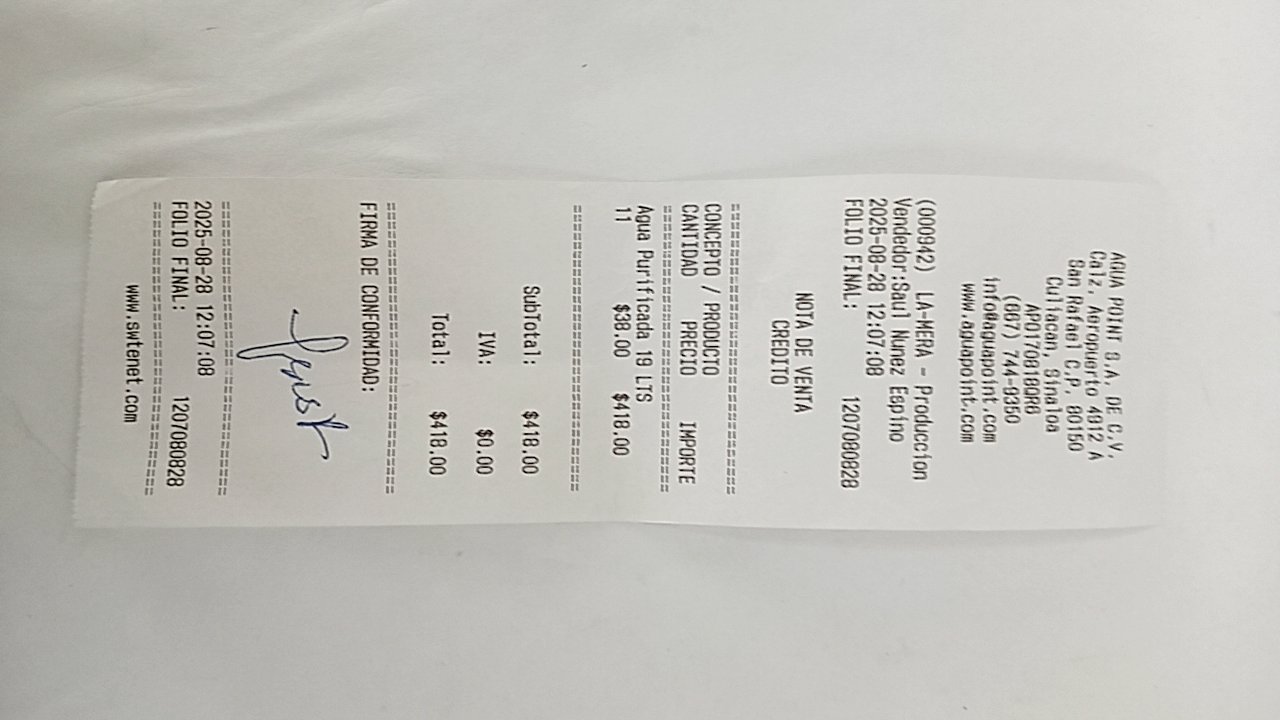 AGUA POINT S.A. DE C.V.
Calz. Aeropuerto 4912 A
San Rafael C.P. 80150
Culiacan, Sinaloa
APO170818QR6
(667) 744-9350
info@aguapoint.com
www.aguapoint.com
(000942) LA-MERA - Produccion
Vendedor:Saul Nunez Espino
2025-08-28 12:07:08
FOLIO FINAL: 1207080828
NOTA DE VENTA
CREDITO
==============================
CONCEPTO / PRODUCTO
CANTIDAD PRECIO IMPORTE
==============================
Agua Purificada 19 LTS
11 $38.00 $418.00
==============================
SubTotal: $418.00
IVA: $0.00
Total: $418.00
==============================
FIRMA DE CONFORMIDAD:
==============================
2025-08-28 12:07:08
FOLIO FINAL: 1207080828
==============================
www.swtenet.com